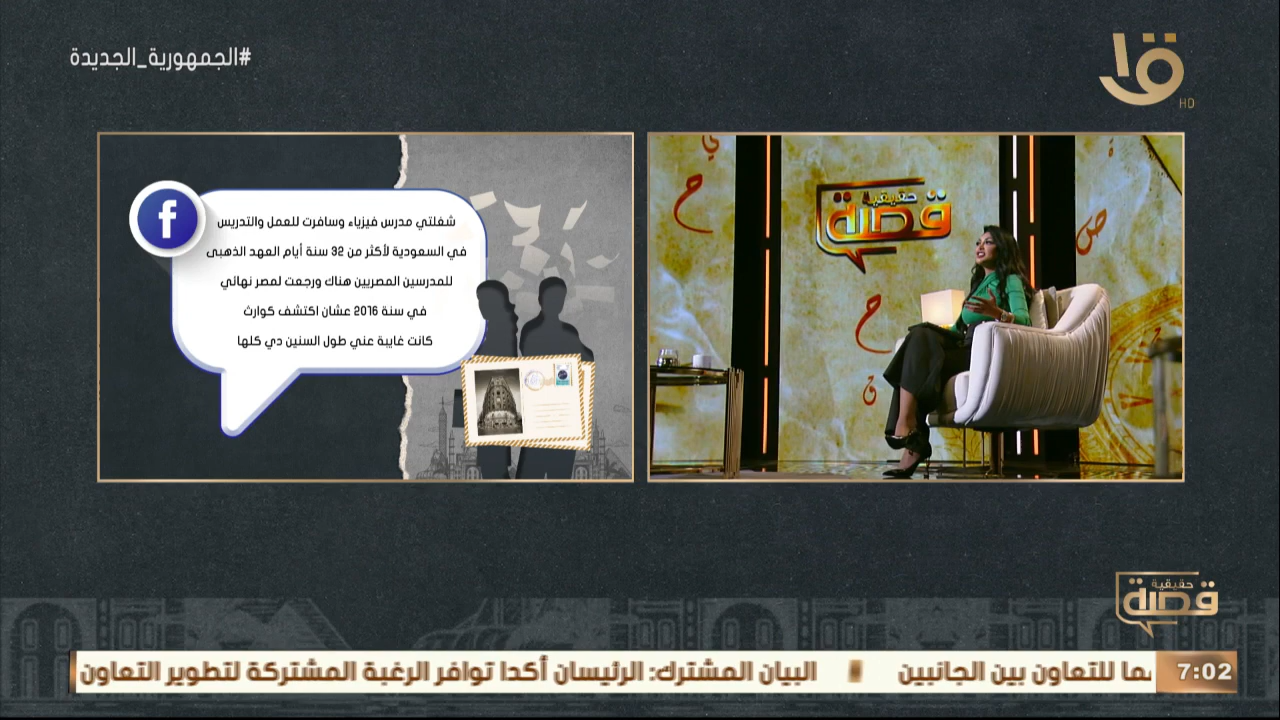 #الجمهورية_الجديدة
HD
شغلتي مدرس فيزياء وسافرت للعمل والتدريس
في السعودية لأكثر من 32 سنة أيام العهد الذهبى
للمدرسين المصريين هناك ورجعت لمصر نهائي
في سنة 2016 عشان اكتشف كوارث
كانت غايبة عني طول السنين دي كلها
قصة حقيقية
قصة حقيقية
7:02
للتعاون بين الجانبين
البيان المشترك: الرئيسان أكدا توافر الرغبة المشتركة لتطوير التعاون